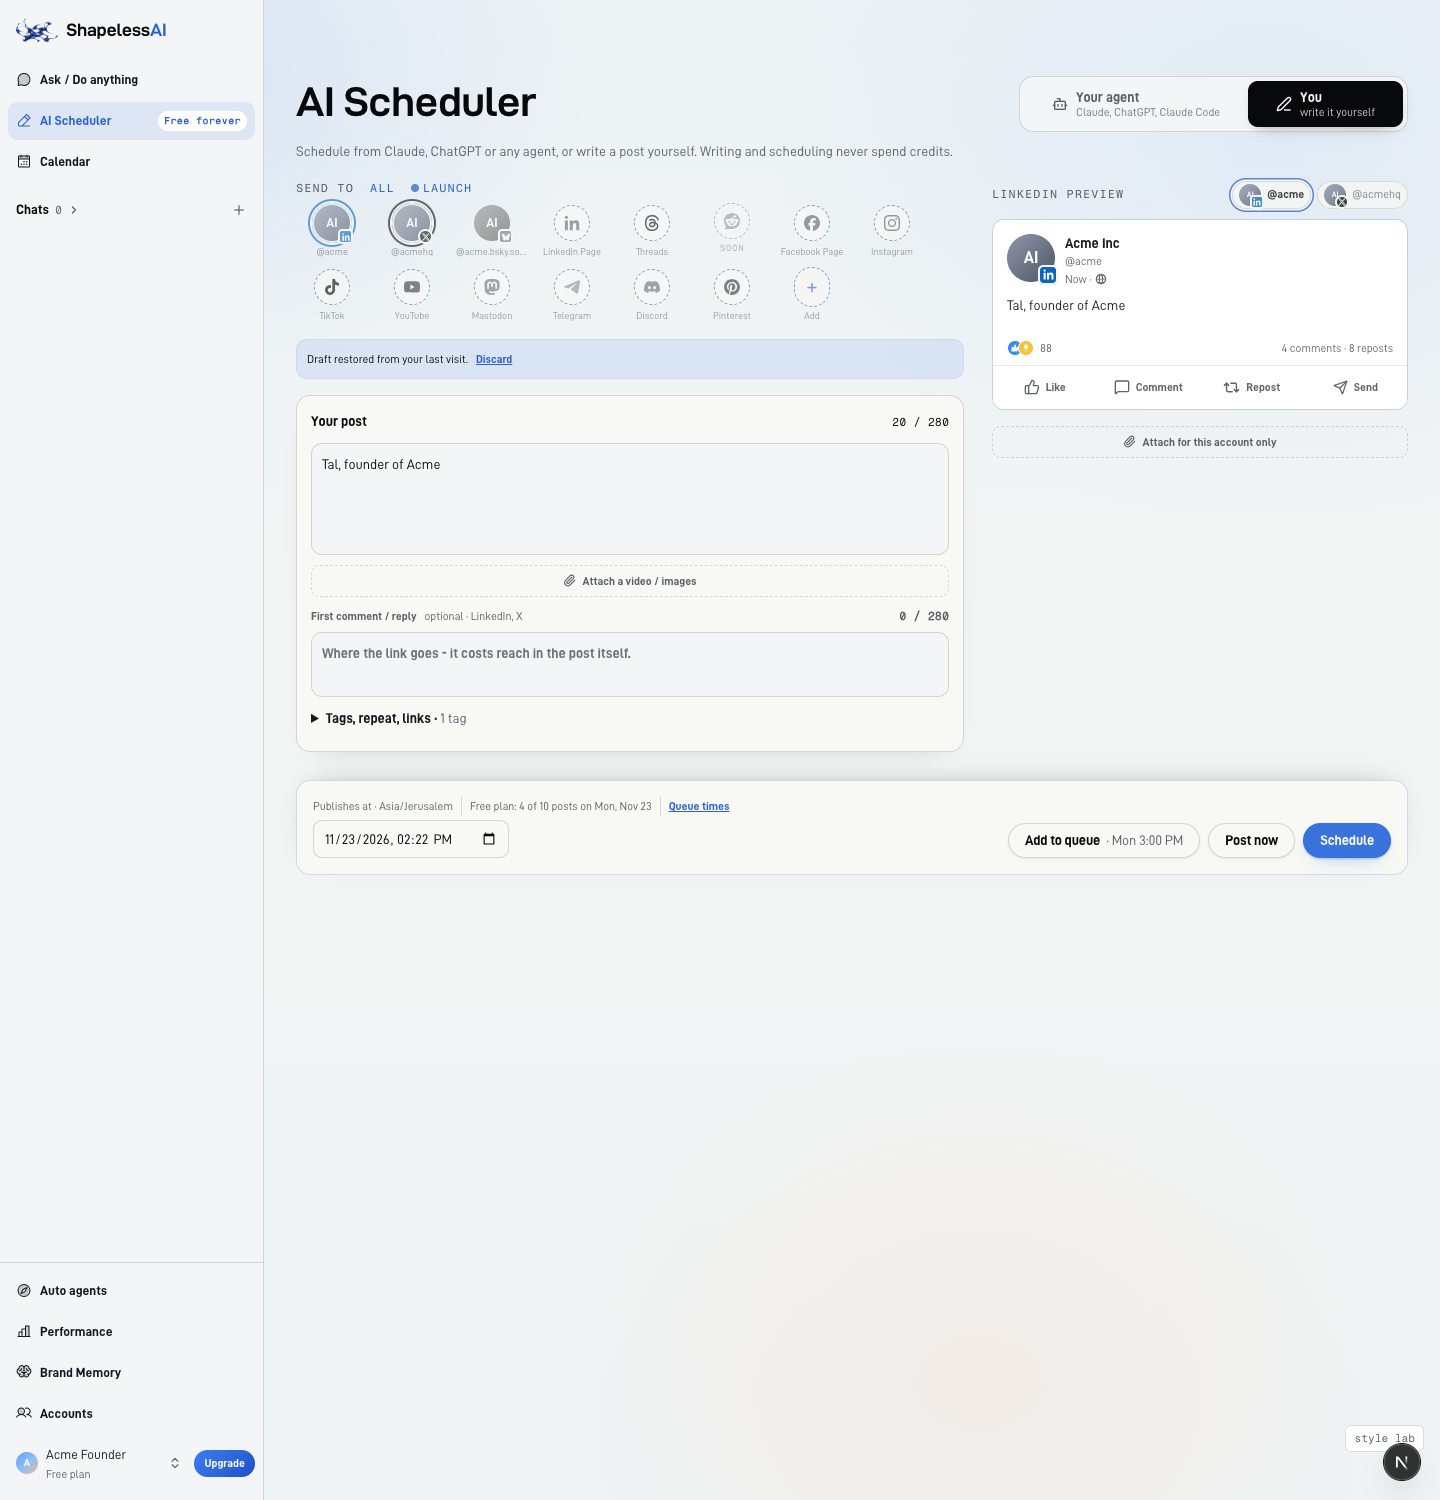 ShapelessAI
Ask / Do anything
AI Scheduler
Free forever
Calendar
Chats 0
AI Scheduler
Your agent
Claude, ChatGPT, Claude Code
You
write it yourself
Schedule from Claude, ChatGPT or any agent, or write a post yourself. Writing and scheduling never spend credits.
SEND TO ALL LAUNCH
AI AI AI
@acme @acmehq @acme.bsky.so... LinkedIn Page Threads SOON Facebook Page Instagram
TikTok YouTube Mastodon Telegram Discord Pinterest Add
Draft restored from your last visit. Discard
Your post 20 / 280
Tal, founder of Acme
Attach a video / images
First comment / reply optional · LinkedIn, X 0 / 280
Where the link goes - it costs reach in the post itself.
Tags, repeat, links · 1 tag
LINKEDIN PREVIEW
AI @acme AI @acmehq
AI
Acme Inc
@acme
Now ·
Tal, founder of Acme
88 4 comments · 8 reposts
Like Comment Repost Send
Attach for this account only
Publishes at · Asia/Jerusalem Free plan: 4 of 10 posts on Mon, Nov 23 Queue times
11/23/2026, 02:22 PM
Add to queue · Mon 3:00 PM Post now Schedule
Auto agents
Performance
Brand Memory
Accounts
A
Acme Founder
Free plan
Upgrade
style lab
N